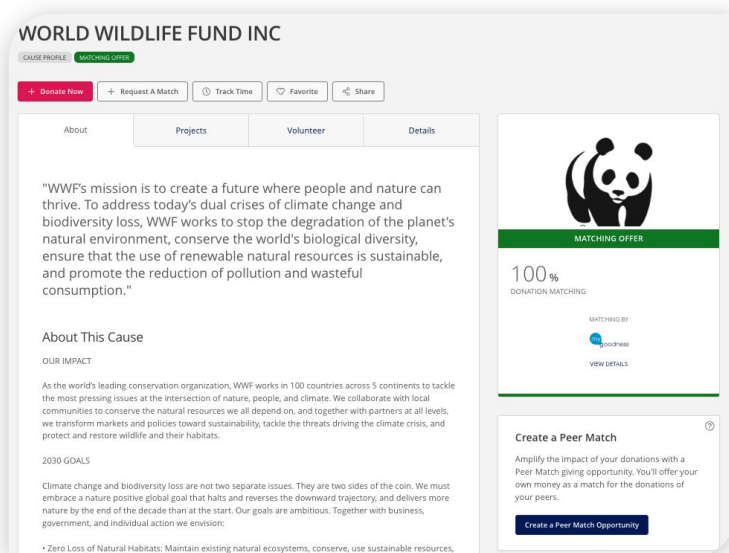 WORLD WILDLIFE FUND INC
CAUSE PROFILE
MATCHING OFFER
+ Donate Now
+ Request A Match
Track Time
Favorite
Share
About
Projects
Volunteer
Details
"WWF's mission is to create a future where people and nature can
thrive. To address today's dual crises of climate change and
biodiversity loss, WWF works to stop the degradation of the planet's
natural environment, conserve the world's biological diversity,
ensure that the use of renewable natural resources is sustainable,
and promote the reduction of pollution and wasteful
consumption."
About This Cause
OUR IMPACT
As the world's leading conservation organization, WWF works in 100 countries across 5 continents to tackle
the most pressing issues at the intersection of nature, people, and climate. We collaborate with local
communities to conserve the natural resources we all depend on, and together with partners at all levels,
we transform markets and policies toward sustainability, tackle the threats driving the climate crisis, and
protect and restore wildlife and their habitats.
2030 GOALS
Climate change and biodiversity loss are not two separate issues. They are two sides of the coin. We must
embrace a nature positive global goal that halts and reverses the downward trajectory, and delivers more
nature by the end of the decade than at the start. Our goals are ambitious. Together with business,
government, and individual action we envision:
• Zero Loss of Natural Habitats: Maintain existing natural ecosystems, conserve, use sustainable resources,
MATCHING OFFER
100 %
DONATION MATCHING
MATCHING BY
my
goodness
VIEW DETAILS
Create a Peer Match
?
Amplify the impact of your donations with a
Peer Match giving opportunity. You'll offer your
own money as a match for the donations of
your peers.
Create a Peer Match Opportunity